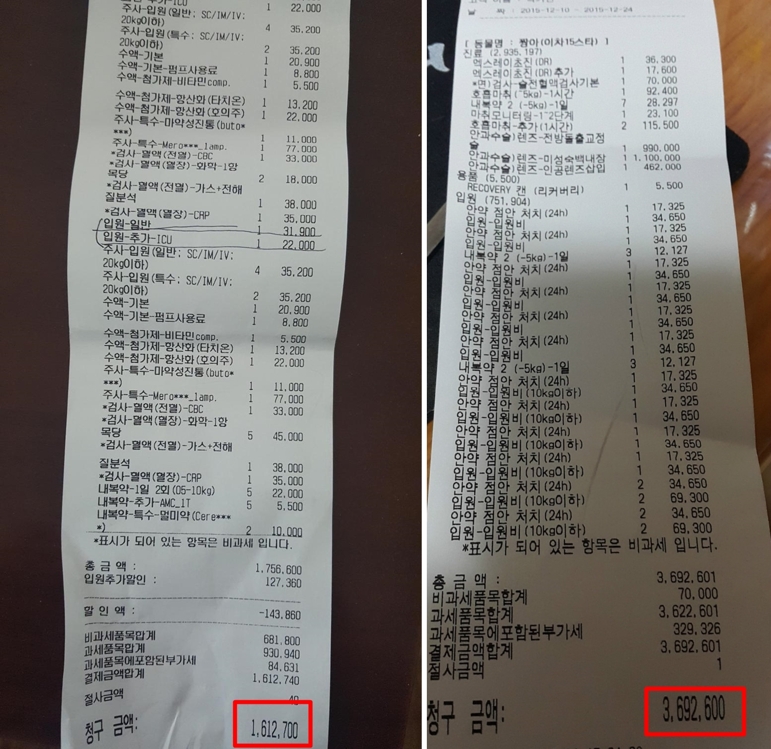 주사-입원(일반; SC/IM/IV: 1 22,000
20kg이하)
주사-입원(특수; SC/IM/IV: 4 35,200
20kg이하)
수액-기본 2 35,200
수액-기본-펌프사용료 1 20,900
수액-첨가제-비타민comp. 1 8,800
1 5,500
수액-첨가제-항산화(타치온) 1 13,200
수액-첨가제-항산화(호의주) 1 22,000
주사-특수-마약성진통(buto*
***) 1 11,000
주사-특수-Mero***_1amp. 1 77,000
*검사-혈액(전혈)-CBC 1 33,000
*검사-혈액(혈장)-화학-1항
목당 2 18,000
*검사-혈액(전혈)-가스+전해
질분석 1 38,000
*검사-혈액(혈장)-CRP 1 35,000
입원-일반 1 31,900
입원-추가-ICU 1 22,000
주사-입원(일반; SC/IM/IV:
20kg이하) 4 35,200
주사-입원(특수; SC/IM/IV:
20kg이하) 2 35,200
수액-기본 1 20,900
수액-기본-펌프사용료 1 8,800
수액-첨가제-비타민comp. 1 5,500
수액-첨가제-항산화(타치온) 1 13,200
수액-첨가제-항산화(호의주) 1 22,000
주사-특수-마약성진통(buto*
***) 1 11,000
주사-특수-Mero***_1amp. 1 77,000
*검사-혈액(전혈)-CBC 1 33,000
*검사-혈액(혈장)-화학-1항
목당 5 45,000
*검사-혈액(전혈)-가스+전해
질분석 1 38,000
*검사-혈액(혈장)-CRP 1 35,000
내복약-1일 2회(05-10kg) 5 22,000
내복약-추가-AMC_1T 5 5,500
내복약-특수-멀미약(Cere***
*) 2 10,000
*표시가 되어 있는 항목은 비과세 입니다.
총 금 액 : 1,756,600
입원추가할인 : 127,360
할 인 액 : -143,860
비과세품목합계 681,800
과세품목합계 930,940
과세품목에포함된부가세 84,631
결제금액합계 1,612,740
절사금액 40
청구 금액: 1,612,700
날 짜 : 2015-12-10 ~ 2015-12-24
[ 동물명 : 짱아(이차15스타) ]
진료 (2,935,197)
엑스레이초진(DR) 1 36,300
엑스레이초진(DR)추가 1 17,600
*면)검사-술전혈액검사기본 1 70,000
호흡마취(~5kg)-1시간 1 92,400
내복약 2 (~5kg)-1일 7 28,297
마취모니터링-1~2단계 1 23,100
호흡마취-추가(1시간) 2 115,500
안과수술)렌즈-전방돌출교정
술 1 990,000
안과수술)렌즈-미성숙백내장 1 1,100,000
안과수술)렌즈-인공렌즈삽입 1 462,000
용품 (5,500)
RECOVERY 캔 (리커버리) 1 5,500
입원 (751,904)
안약 점안 처치(24h) 1 17,325
입원-입원비 1 34,650
안약 점안 처치(24h) 1 17,325
입원-입원비 1 34,650
내복약 2 (~5kg)-1일 3 12,127
안약 점안 처치(24h) 1 17,325
입원-입원비 1 34,650
안약 점안 처치(24h) 1 17,325
입원-입원비 1 34,650
안약 점안 처치(24h) 1 17,325
입원-입원비 1 34,650
안약 점안 처치(24h) 1 17,325
입원-입원비 1 34,650
내복약 2 (~5kg)-1일 3 12,127
안약 점안 처치(24h) 1 17,325
입원-입원비(10kg이하) 1 34,650
안약 점안 처치(24h) 1 17,325
입원-입원비(10kg이하) 1 34,650
안약 점안 처치(24h) 1 17,325
입원-입원비(10kg이하) 1 34,650
안약 점안 처치(24h) 2 34,650
입원-입원비(10kg이하) 2 69,300
안약 점안 처치(24h) 2 34,650
입원-입원비(10kg이하) 2 69,300
*표시가 되어 있는 항목은 비과세 입니다.
총 금 액 : 3,692,601
비과세품목합계 70,000
과세품목합계 3,622,601
과세품목에포함된부가세 329,326
결제금액합계 3,692,601
절사금액 1
청구 금액: 3,692,600